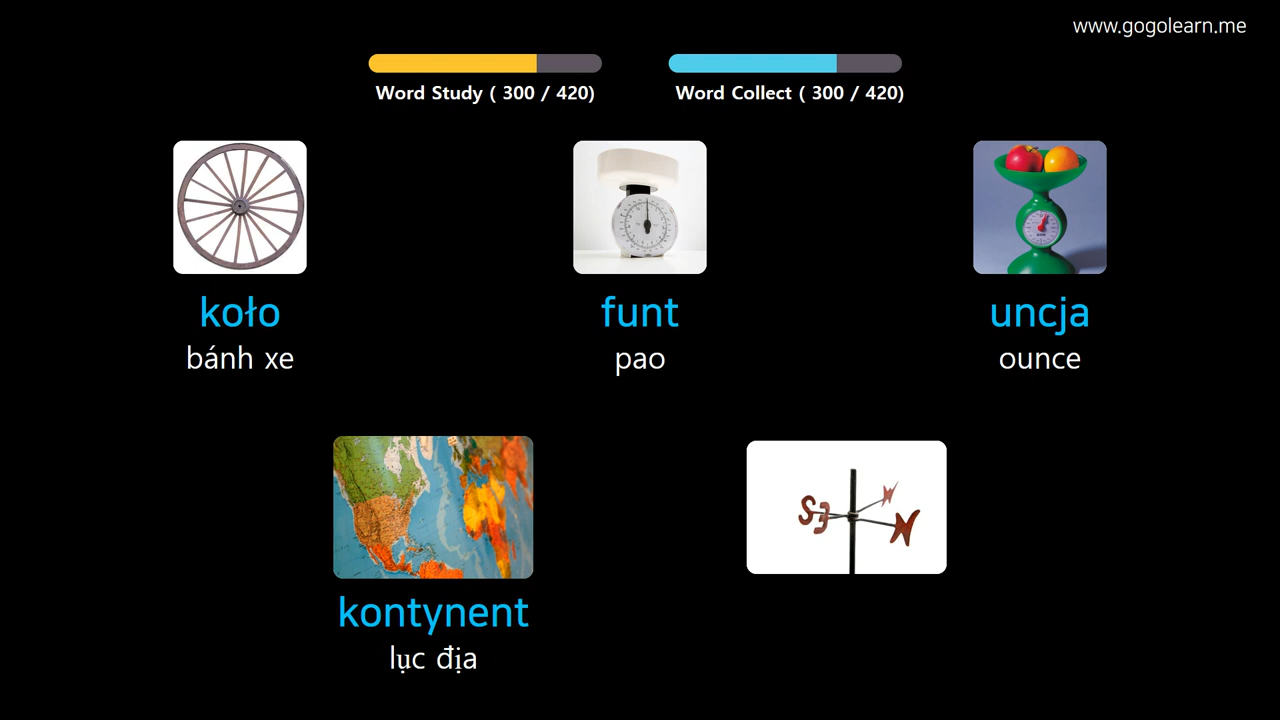 www.gogolearn.me
Word Study ( 300 / 420)
Word Collect ( 300 / 420)
koło
funt
uncja
bánh xe
pao
ounce
S E N
kontynent
lục địa